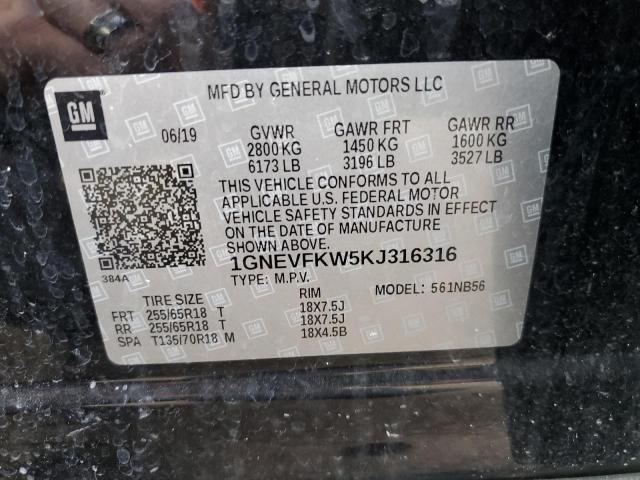 MFD BY GENERAL MOTORS LLC
GM
06/19 GVWR GAWR FRT GAWR RR
2800 KG 1450 KG 1600 KG
6173 LB 3196 LB 3527 LB
THIS VEHICLE CONFORMS TO ALL
APPLICABLE U.S. FEDERAL MOTOR
VEHICLE SAFETY STANDARDS IN EFFECT
ON THE DATE OF MANUFACTURE
SHOWN ABOVE.
1GNEVFKW5KJ316316
384A
TYPE: M.P.V.
MODEL: 561NB56
TIRE SIZE RIM
FRT 255/65R18 T 18X7.5J
RR 255/65R18 T 18X7.5J
SPA T135/70R18 M 18X4.5B